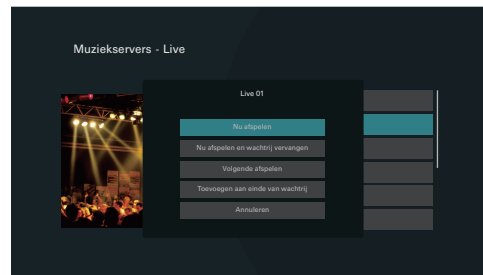 Muziekservers - Live
Live 01
Nu afspelen
Nu afspelen en wachtrij vervangen
Volgende afspelen
Toevoegen aan einde van wachtrij
Annuleren